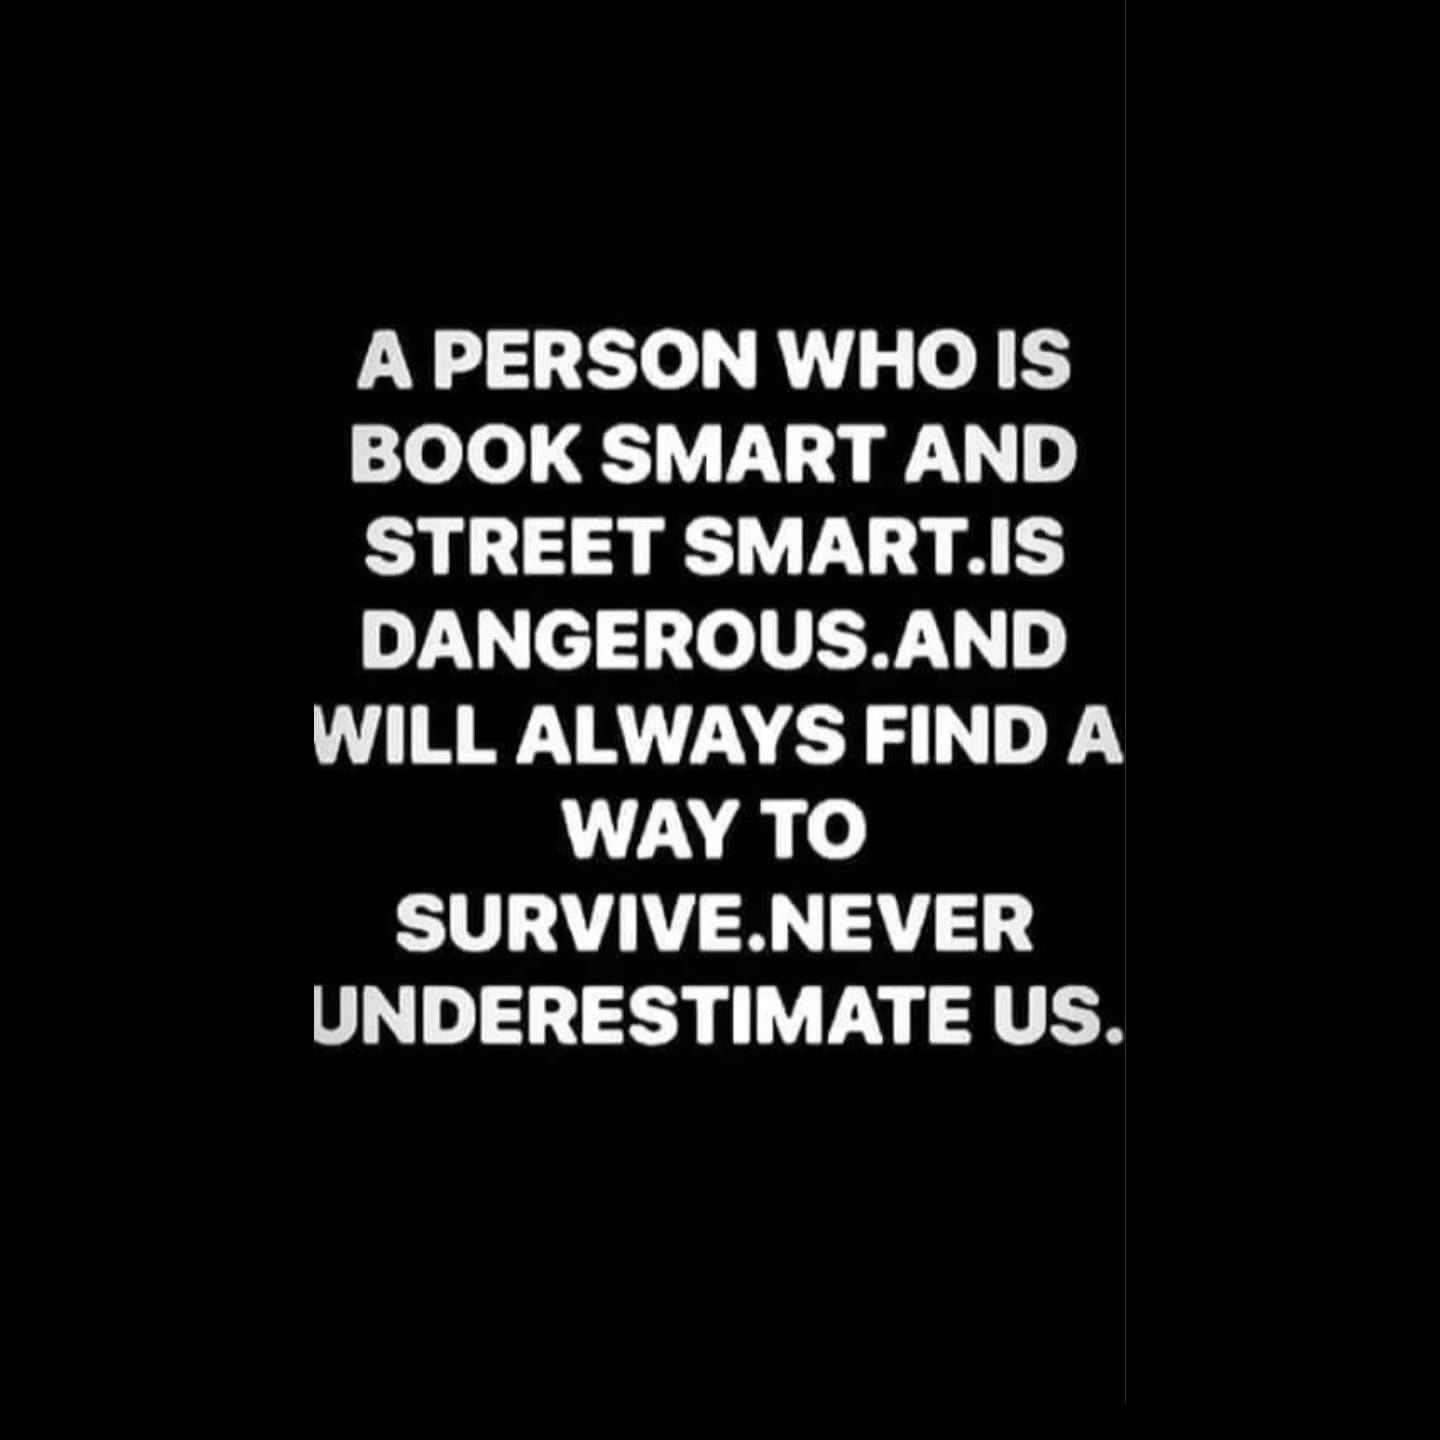 A PERSON WHO IS
BOOK SMART AND
STREET SMART.IS
DANGEROUS.AND
WILL ALWAYS FIND A
WAY TO
SURVIVE.NEVER
UNDERESTIMATE US.